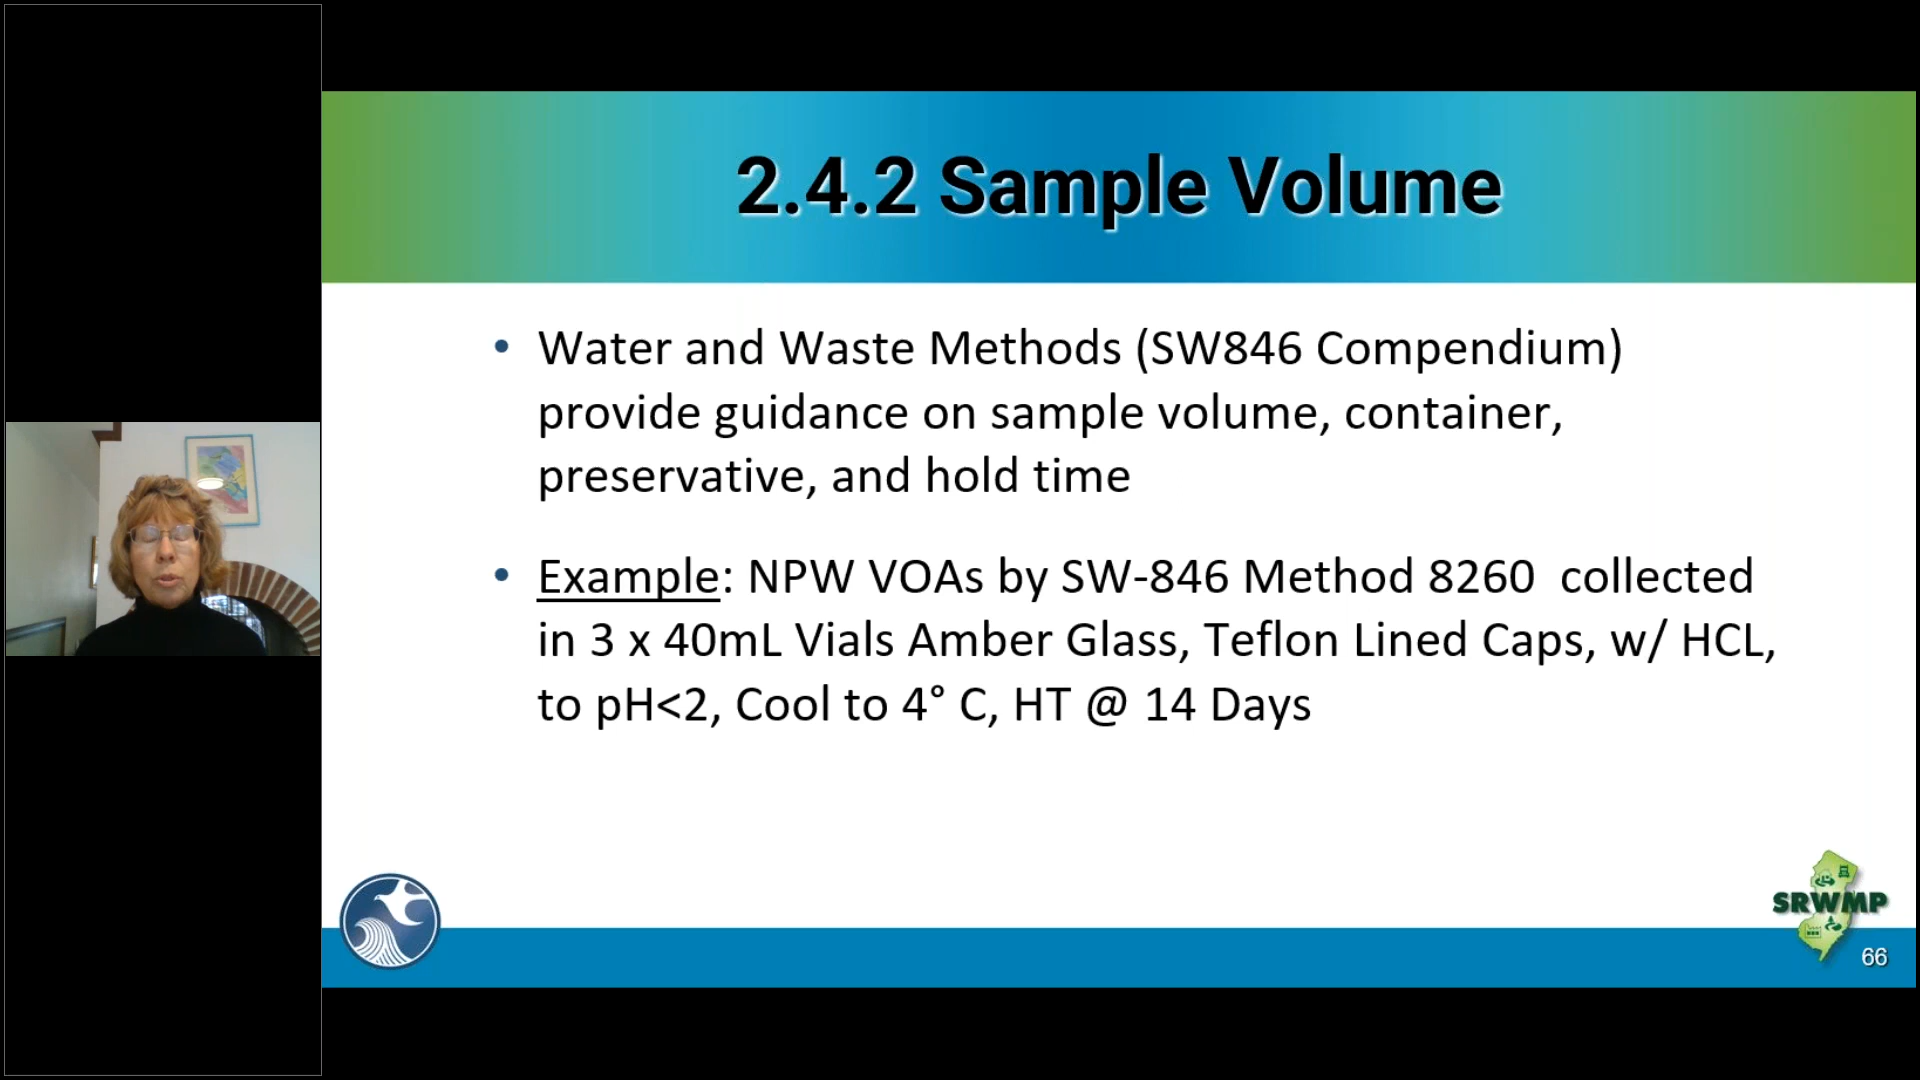 2.4.2 Sample Volume
• Water and Waste Methods (SW846 Compendium)
provide guidance on sample volume, container,
preservative, and hold time
• Example: NPW VOAs by SW-846 Method 8260  collected
in 3 x 40mL Vials Amber Glass, Teflon Lined Caps, w/ HCL,
to pH<2, Cool to 4° C, HT @ 14 Days
SRWMP
66